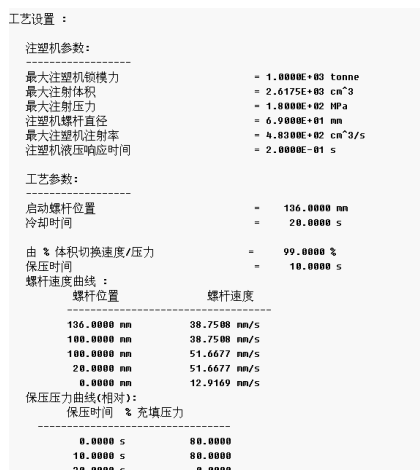 工艺设置 :
注塑机参数:
------------------
最大注塑机锁模力 = 1.0000E+03 tonne
最大注射体积 = 2.6175E+03 cm^3
最大注射压力 = 1.8000E+02 MPa
注塑机螺杆直径 = 6.9000E+01 mm
最大注塑机注射率 = 4.8300E+02 cm^3/s
注塑机液压响应时间 = 2.0000E-01 s
工艺参数:
------------------
启动螺杆位置 = 136.0000 mm
冷却时间 = 20.0000 s
由 % 体积切换速度/压力 = 99.0000 %
保压时间 = 10.0000 s
螺杆速度曲线 :
螺杆位置 螺杆速度
-----------------------------------
136.0000 mm 38.7508 mm/s
100.0000 mm 38.7508 mm/s
100.0000 mm 51.6677 mm/s
20.0000 mm 51.6677 mm/s
0.0000 mm 12.9169 mm/s
保压压力曲线(相对):
保压时间 % 充填压力
---------------------------------
0.0000 s 80.0000
10.0000 s 80.0000
20.0000 s 0.0000